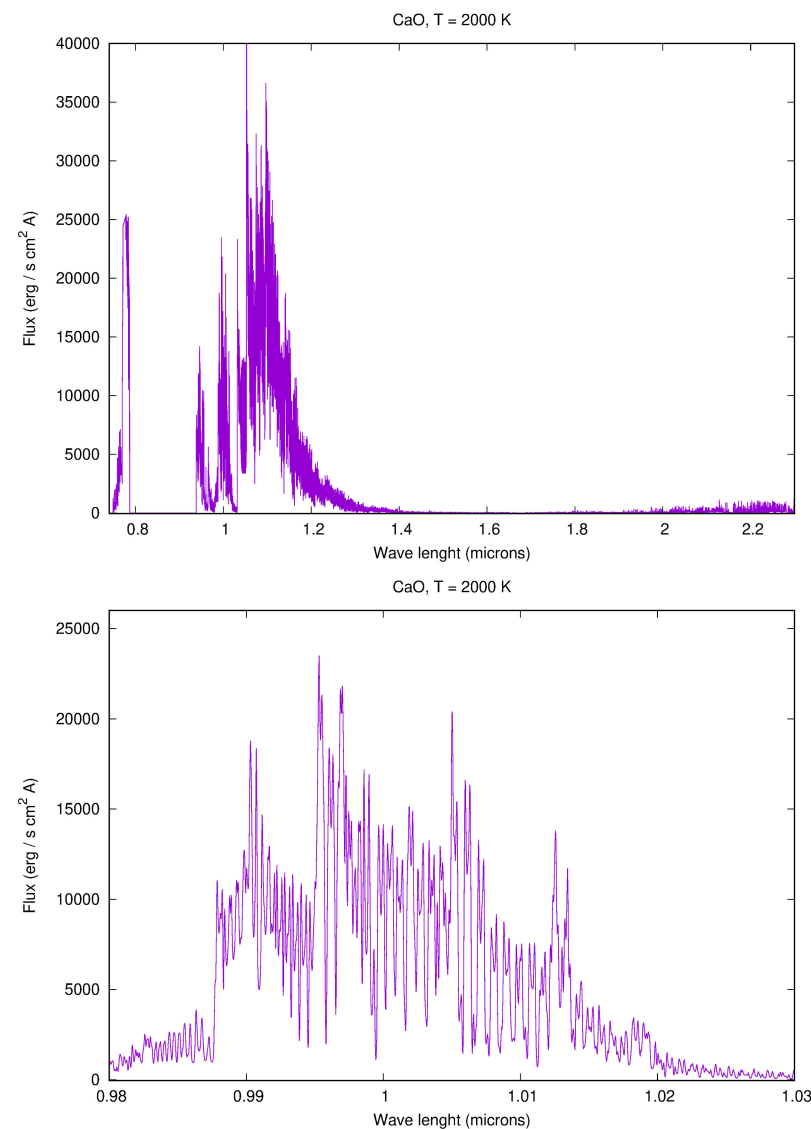 CaO, T = 2000 K
40000
35000
30000
25000
20000
15000
10000
5000
0
Flux (erg / s cm² A)
0.8 1 1.2 1.4 1.6 1.8 2 2.2
Wave lenght (microns)
CaO, T = 2000 K
25000
20000
15000
10000
5000
0
Flux (erg / s cm² A)
0.98 0.99 1 1.01 1.02 1.03
Wave lenght (microns)